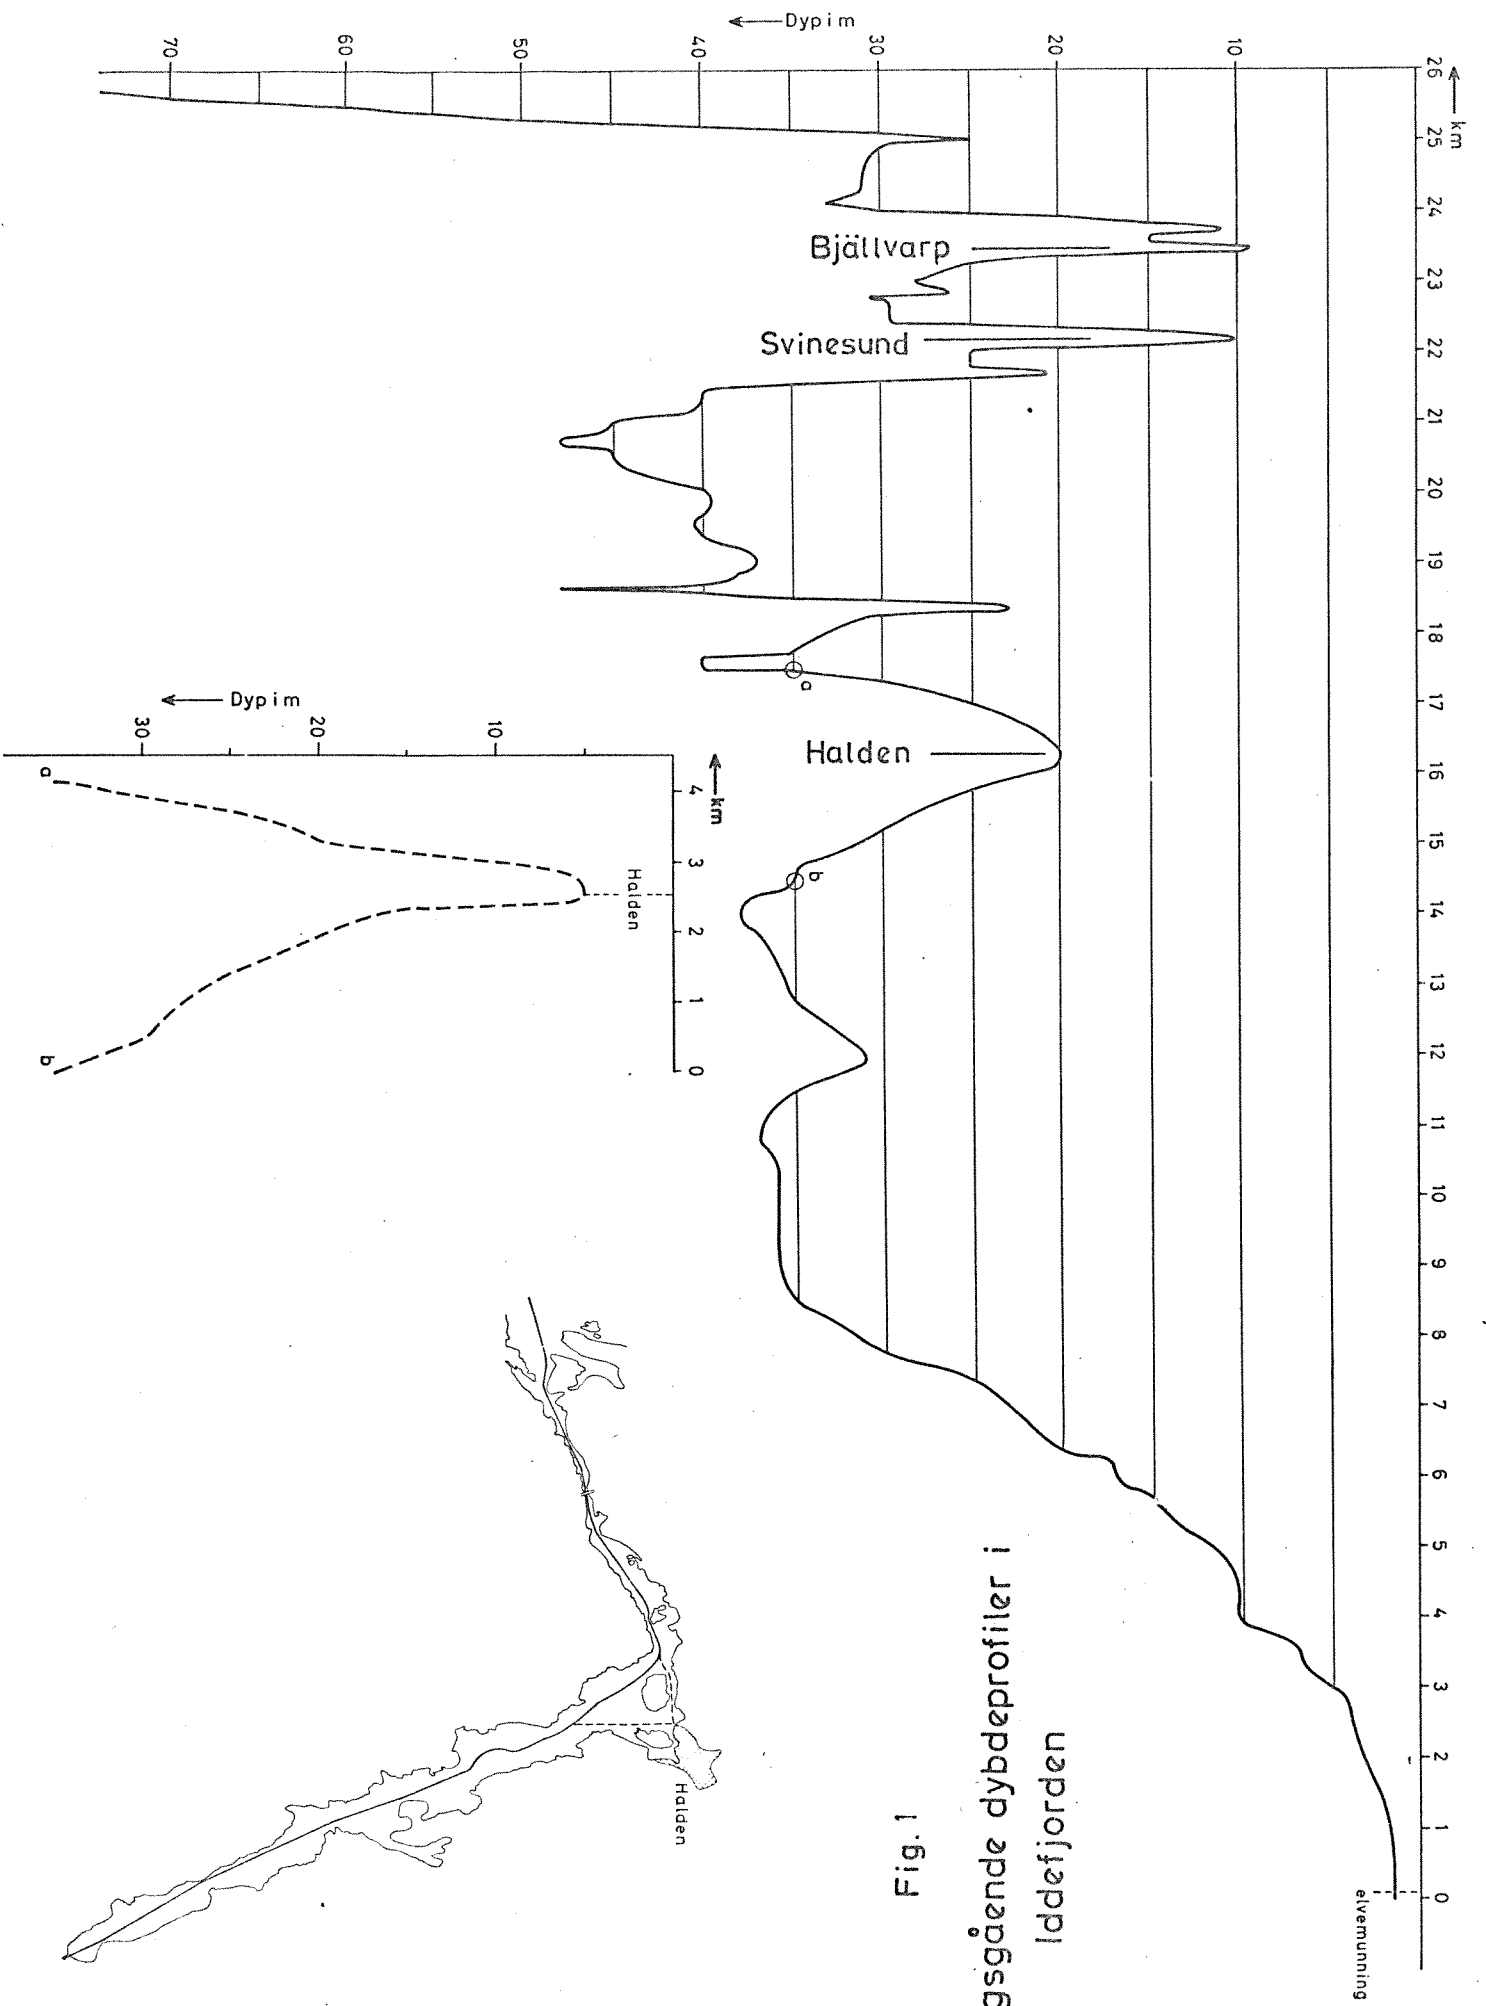 Fig. 1
gsgående dybdeprofiler i
Iddefjorden
← km
26 25 24 23 22 21 20 19 18 17 16 15 14 13 12 11 10 9 8 7 6 5 4 3 2 1 0
elvemunning
10
20
30
40
50
60
70
← Dyp i m
Bjällvarp
Svinesund
Halden
a
b
← km
4 3 2 1 0
Halden
10
20
30
← Dyp i m
a
b
Halden